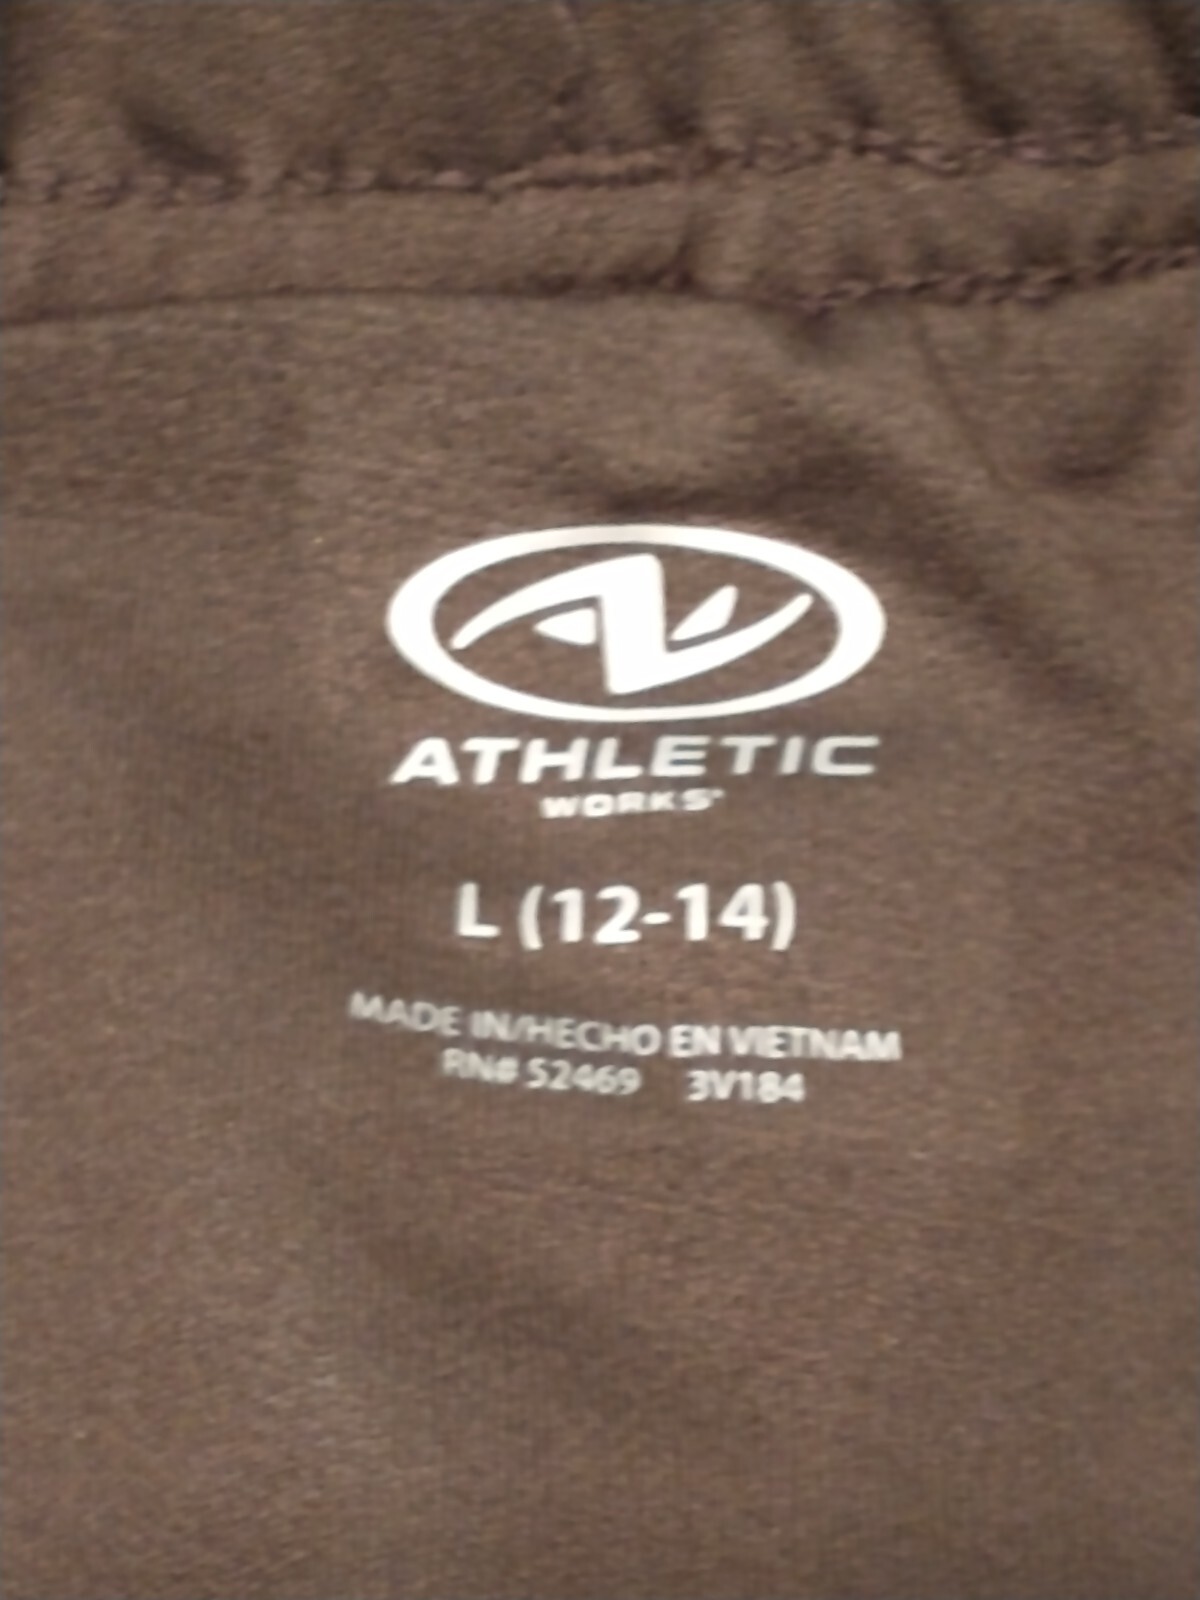 ATHLETIC
WORKS
L (12-14)
MADE IN/HECHO EN VIETNAM
RN# 52469 3V184